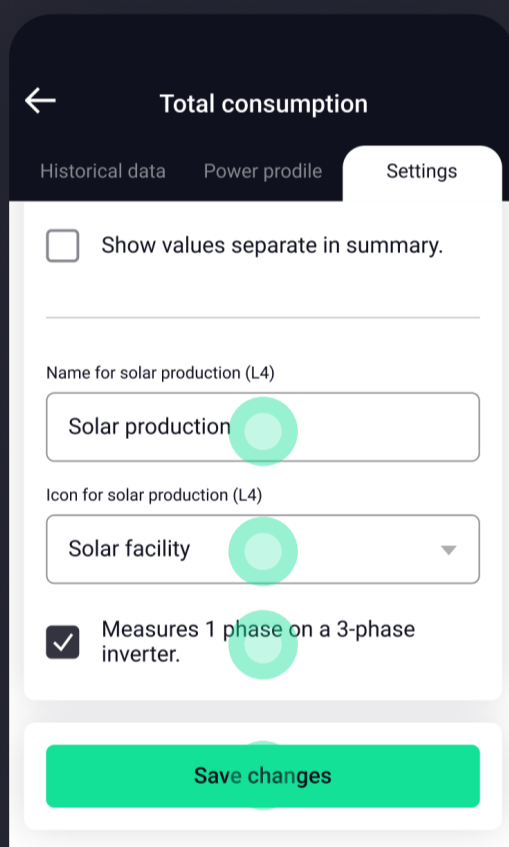 Total consumption
Historical data
Power prodile
Settings
Show values separate in summary.
Name for solar production (L4)
Solar production
Icon for solar production (L4)
Solar facility
Measures 1 phase on a 3-phase
inverter.
Save changes